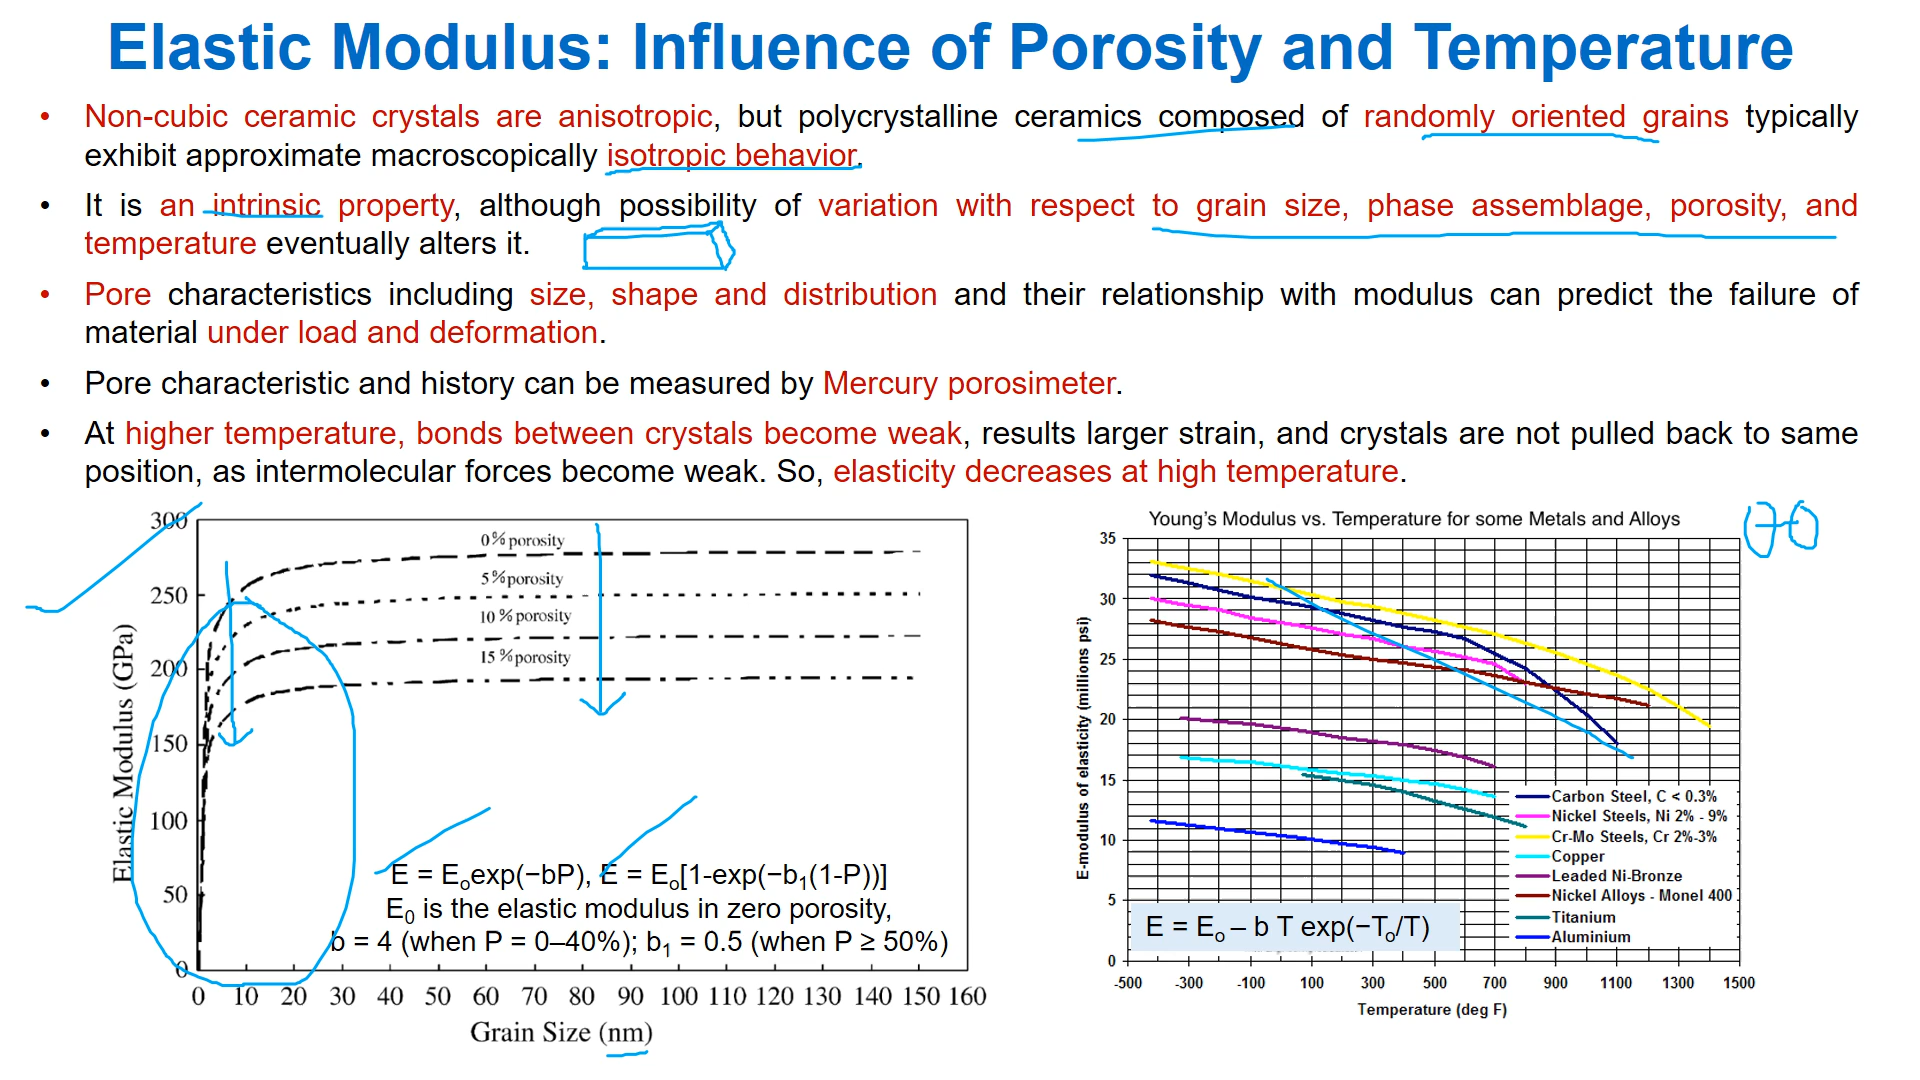 Elastic Modulus: Influence of Porosity and Temperature
• Non-cubic ceramic crystals are anisotropic, but polycrystalline ceramics composed of randomly oriented grains typically
exhibit approximate macroscopically isotropic behavior.
• It is an intrinsic property, although possibility of variation with respect to grain size, phase assemblage, porosity, and
temperature eventually alters it.
• Pore characteristics including size, shape and distribution and their relationship with modulus can predict the failure of
material under load and deformation.
• Pore characteristic and history can be measured by Mercury porosimeter.
• At higher temperature, bonds between crystals become weak, results larger strain, and crystals are not pulled back to same
position, as intermolecular forces become weak. So, elasticity decreases at high temperature.
300
250
200
150
100
50
0
Elastic Modulus (GPa)
0% porosity
5% porosity
10 % porosity
15 % porosity
E = Eₒexp(−bP), E = Eₒ[1-exp(−b₁(1-P))]
E₀ is the elastic modulus in zero porosity,
b = 4 (when P = 0–40%); b₁ = 0.5 (when P ≥ 50%)
0 10 20 30 40 50 60 70 80 90 100 110 120 130 140 150 160
Grain Size (nm)
Young's Modulus vs. Temperature for some Metals and Alloys
35
30
25
20
15
10
5
0
E-modulus of elasticity (millions psi)
Carbon Steel, C < 0.3%
Nickel Steels, Ni 2% - 9%
Cr-Mo Steels, Cr 2%-3%
Copper
Leaded Ni-Bronze
Nickel Alloys - Monel 400
Titanium
Aluminium
E = Eₒ – b T exp(−Tₒ/T)
-500 -300 -100 100 300 500 700 900 1100 1300 1500
Temperature (deg F)